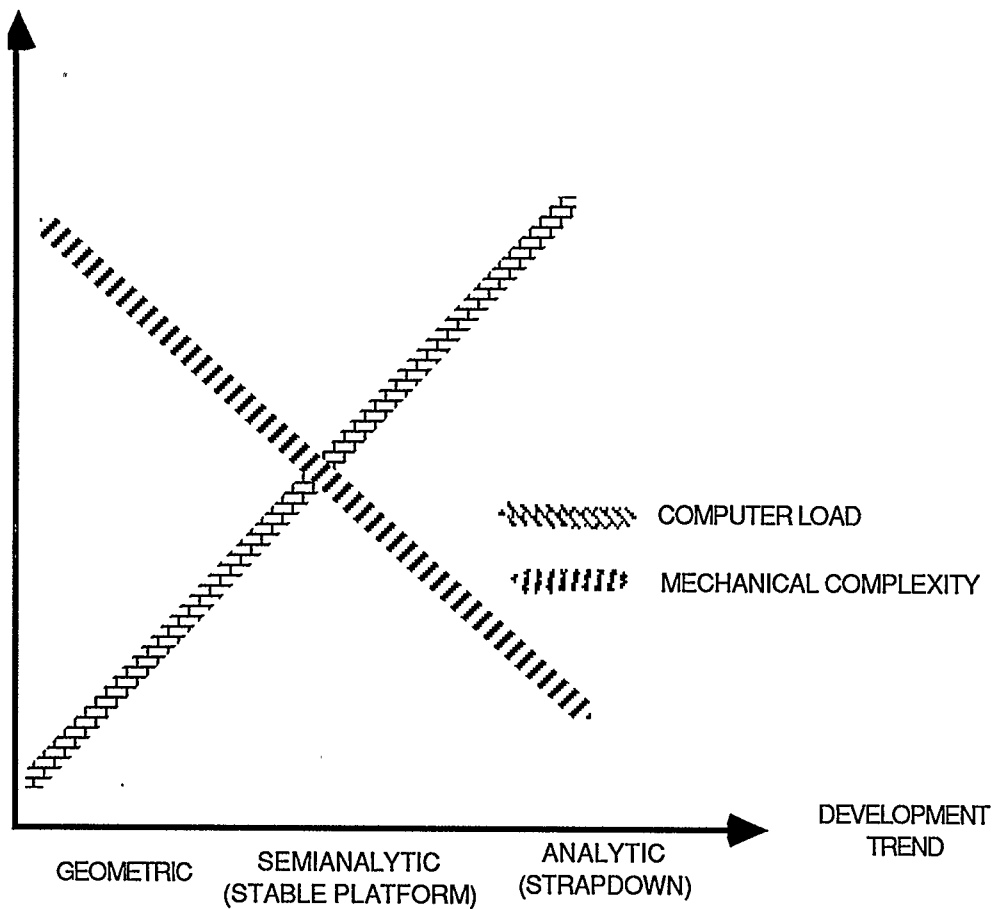 COMPUTER LOAD
MECHANICAL COMPLEXITY
DEVELOPMENT
TREND
GEOMETRIC
SEMIANALYTIC
(STABLE PLATFORM)
ANALYTIC
(STRAPDOWN)